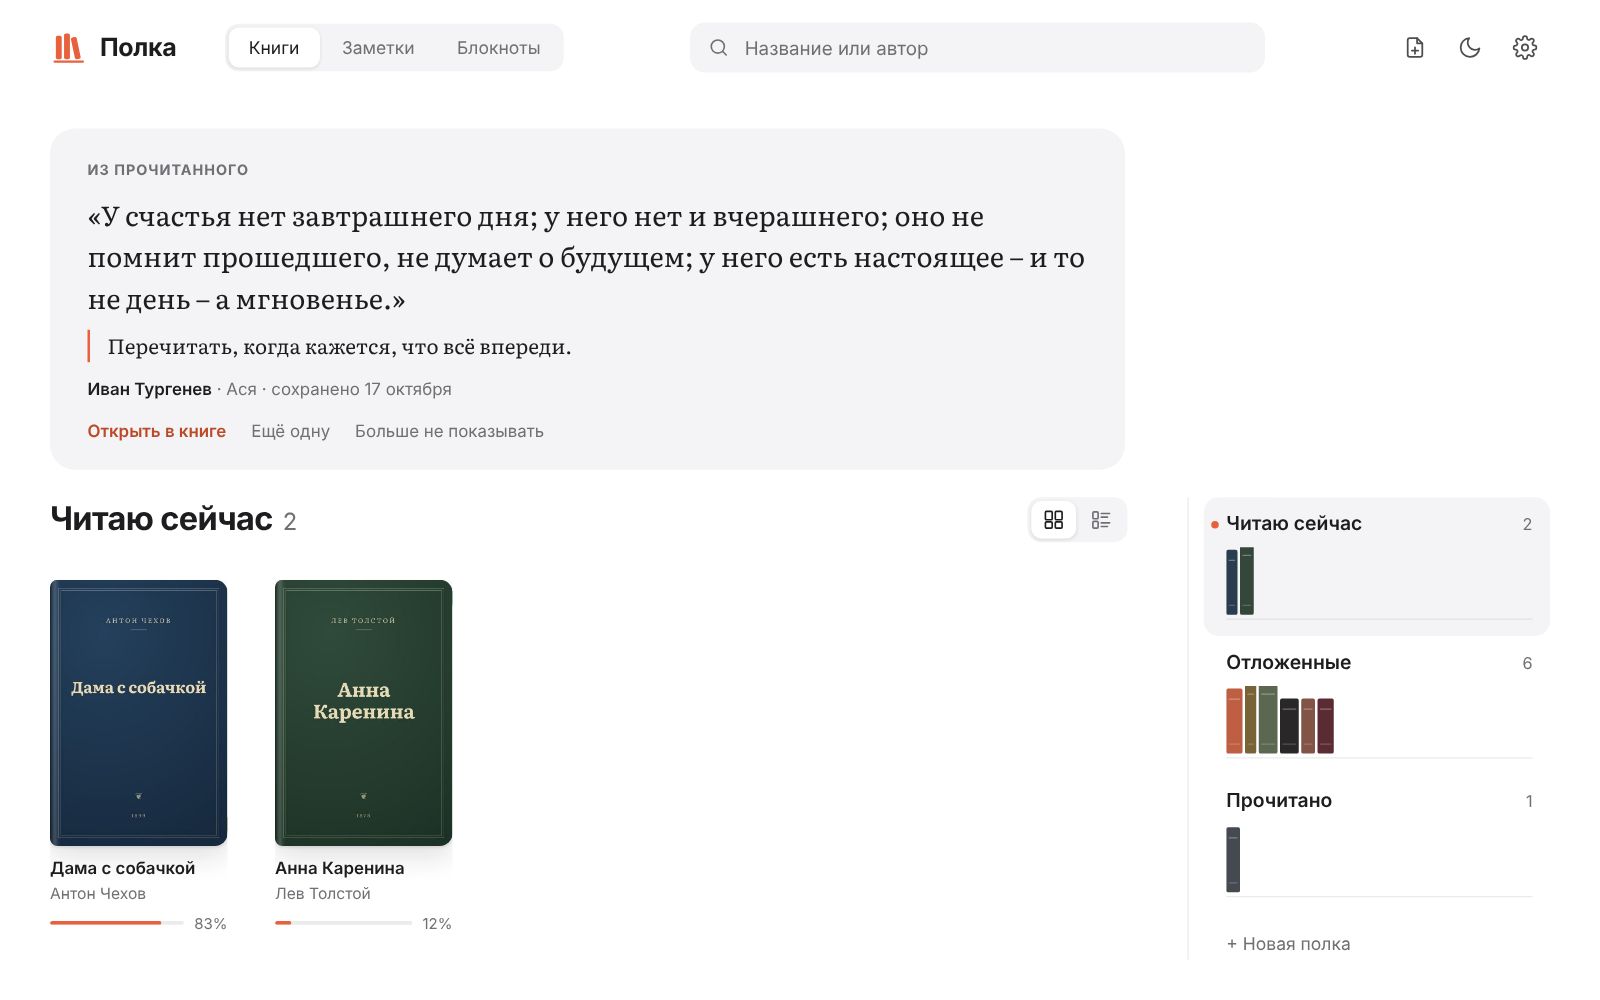 Полка
Книги
Заметки
Блокноты
Название или автор
ИЗ ПРОЧИТАННОГО
«У счастья нет завтрашнего дня; у него нет и вчерашнего; оно не
помнит прошедшего, не думает о будущем; у него есть настоящее – и то
не день – а мгновенье.»
Перечитать, когда кажется, что всё впереди.
Иван Тургенев · Ася · сохранено 17 октября
Открыть в книге
Ещё одну
Больше не показывать
Читаю сейчас 2
АНТОН ЧЕХОВ
Дама с собачкой
1899
Дама с собачкой
Антон Чехов
83%
ЛЕВ ТОЛСТОЙ
Анна
Каренина
1878
Анна Каренина
Лев Толстой
12%
Читаю сейчас 2
Отложенные 6
Прочитано 1
+ Новая полка